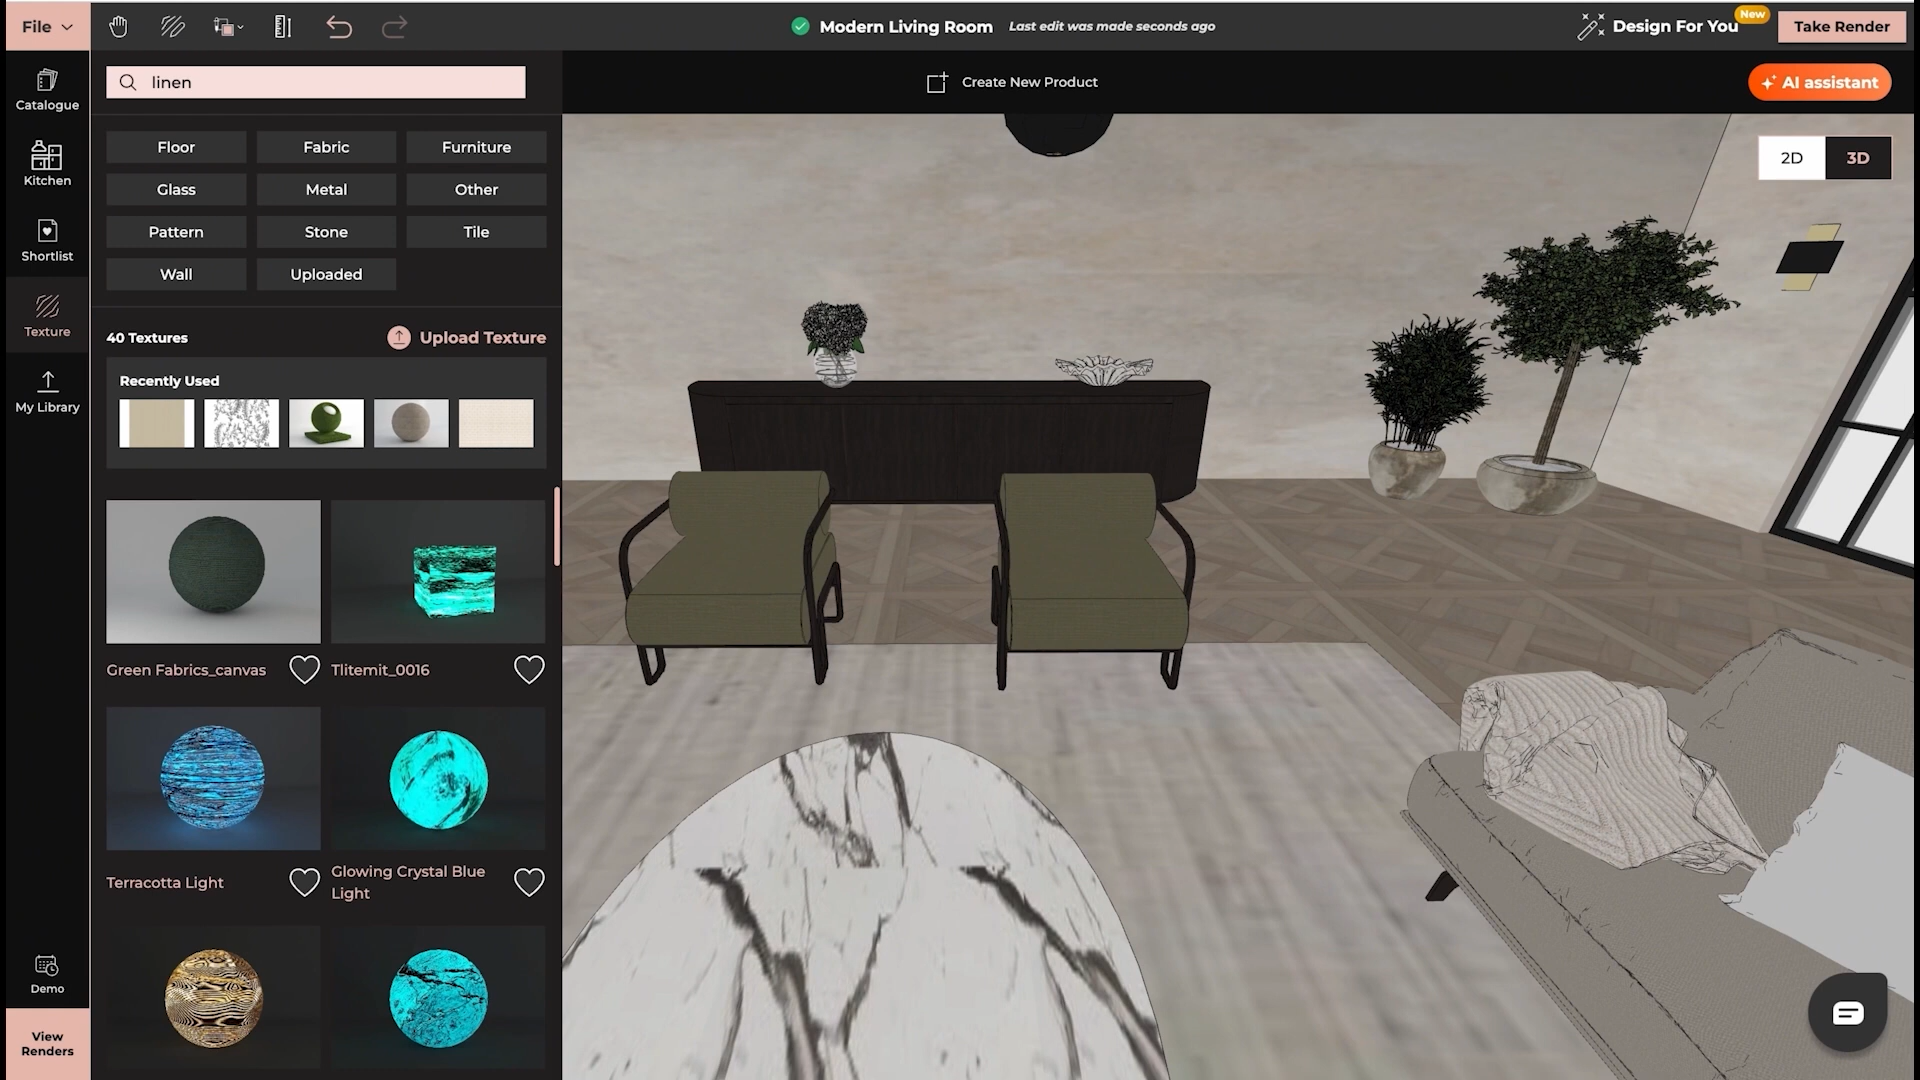 File
Modern Living Room
Last edit was made seconds ago
Design For You
New
Take Render
Catalogue
Kitchen
Shortlist
Texture
My Library
Demo
View
Renders
linen
Floor
Fabric
Furniture
Glass
Metal
Other
Pattern
Stone
Tile
Wall
Uploaded
40 Textures
Upload Texture
Recently Used
Green Fabrics_canvas
Tlitemit_0016
Terracotta Light
Glowing Crystal Blue
Light
Create New Product
AI assistant
2D
3D